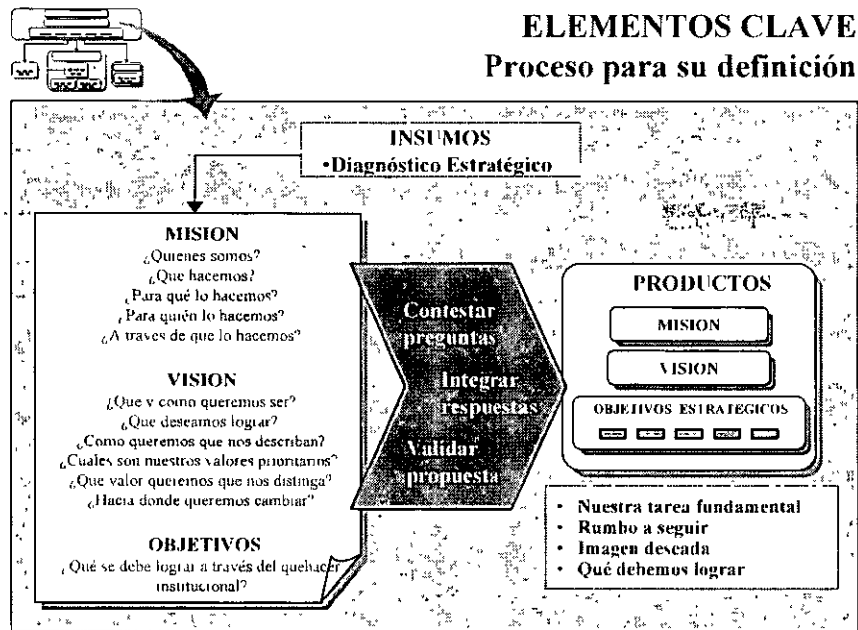 ELEMENTOS CLAVE
Proceso para su definición
INSUMOS
•Diagnóstico Estratégico
MISION
¿Quienes somos?
¿Que hacemos?
¿Para qué lo hacemos?
¿Para quién lo hacemos?
¿A traves de que lo hacemos?
VISION
¿Que y como queremos ser?
¿Que deseamos lograr?
¿Como queremos que nos describan?
¿Cuales son nuestros valores prioritarios?
¿Que valor queremos que nos distinga?
¿Hacia donde queremos cambiar?
OBJETIVOS
¿Qué se debe lograr a través del quehacer
institucional?
Contestar
preguntas
Integrar
respuestas
Validar
propuesta
PRODUCTOS
MISION
VISION
OBJETIVOS ESTRATEGICOS
• Nuestra tarea fundamental
• Rumbo a seguir
• Imagen deseada
• Qué debemos lograr